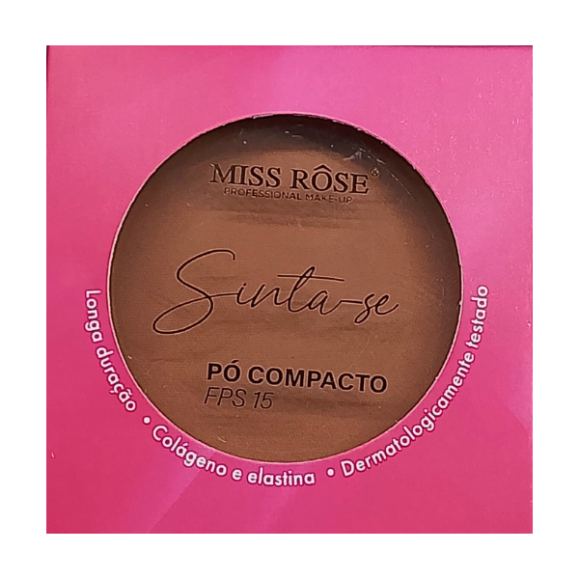 MISS RÔSE®
PROFESSIONAL MAKE-UP
Sinta-se
PÓ COMPACTO
FPS 15
Longa duração • Colágeno e elastina • Dermatologicamente testado